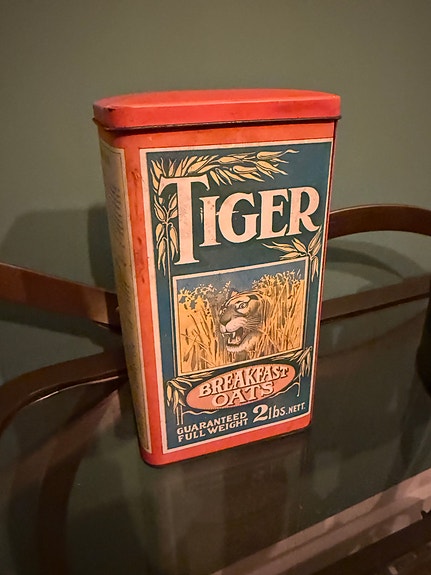 TIGER
BREAKFAST
OATS
GUARANTEED
FULL WEIGHT 2lbs. NETT.